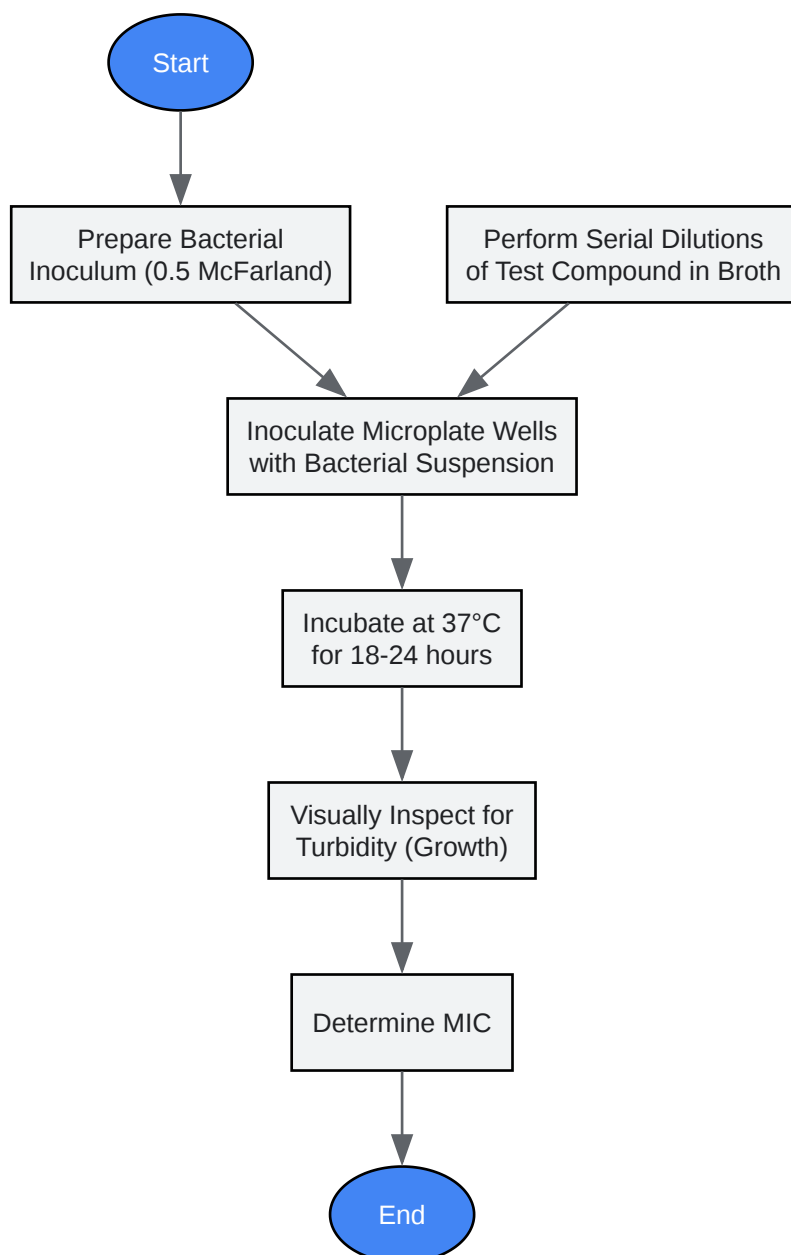 Start
Prepare Bacterial
Inoculum (0.5 McFarland)
Perform Serial Dilutions
of Test Compound in Broth
Inoculate Microplate Wells
with Bacterial Suspension
Incubate at 37°C
for 18-24 hours
Visually Inspect for
Turbidity (Growth)
Determine MIC
End